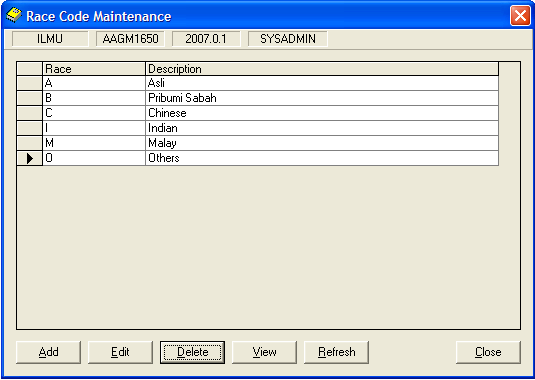 Race Code Maintenance
ILMU AAGM1650 2007.0.1 SYSADMIN
Race Description
A Asli
B Pribumi Sabah
C Chinese
I Indian
M Malay
O Others
Add Edit Delete View Refresh Close